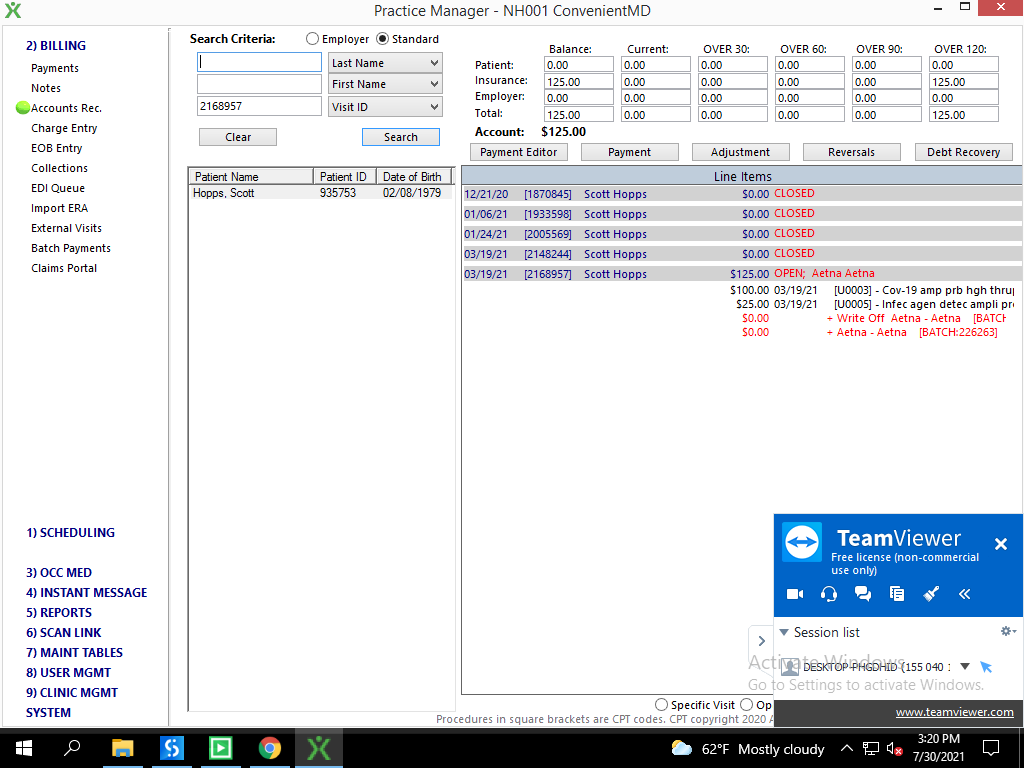 Practice Manager - NH001 ConvenientMD
2) BILLING
Payments
Notes
Accounts Rec.
Charge Entry
EOB Entry
Collections
EDI Queue
Import ERA
External Visits
Batch Payments
Claims Portal
1) SCHEDULING
3) OCC MED
4) INSTANT MESSAGE
5) REPORTS
6) SCAN LINK
7) MAINT TABLES
8) USER MGMT
9) CLINIC MGMT
SYSTEM
Search Criteria: Employer Standard
Last Name
First Name
2168957 Visit ID
Clear Search
Patient Name Patient ID Date of Birth
Hopps, Scott 935753 02/08/1979
Balance: Current: OVER 30: OVER 60: OVER 90: OVER 120:
Patient: 0.00 0.00 0.00 0.00 0.00 0.00
Insurance: 125.00 0.00 0.00 0.00 0.00 125.00
Employer: 0.00 0.00 0.00 0.00 0.00 0.00
Total: 125.00 0.00 0.00 0.00 0.00 125.00
Account: $125.00
Payment Editor Payment Adjustment Reversals Debt Recovery
Line Items
12/21/20 [1870845] Scott Hopps $0.00 CLOSED
01/06/21 [1933598] Scott Hopps $0.00 CLOSED
01/24/21 [2005569] Scott Hopps $0.00 CLOSED
03/19/21 [2148244] Scott Hopps $0.00 CLOSED
03/19/21 [2168957] Scott Hopps $125.00 OPEN; Aetna Aetna
$100.00 03/19/21 [U0003] - Cov-19 amp prb hgh thrup
$25.00 03/19/21 [U0005] - Infec agen detec ampli pr
$0.00 + Write Off Aetna - Aetna [BATCH
$0.00 + Aetna - Aetna [BATCH:226263]
Specific Visit Op
Procedures in square brackets are CPT codes. CPT copyright 2020 A
TeamViewer
Free license (non-commercial
use only)
Session list
DESKTOP-PHGDHID (155 040 :
Activate Windows
Go to Settings to activate Windows.
www.teamviewer.com
62°F Mostly cloudy
3:20 PM
7/30/2021